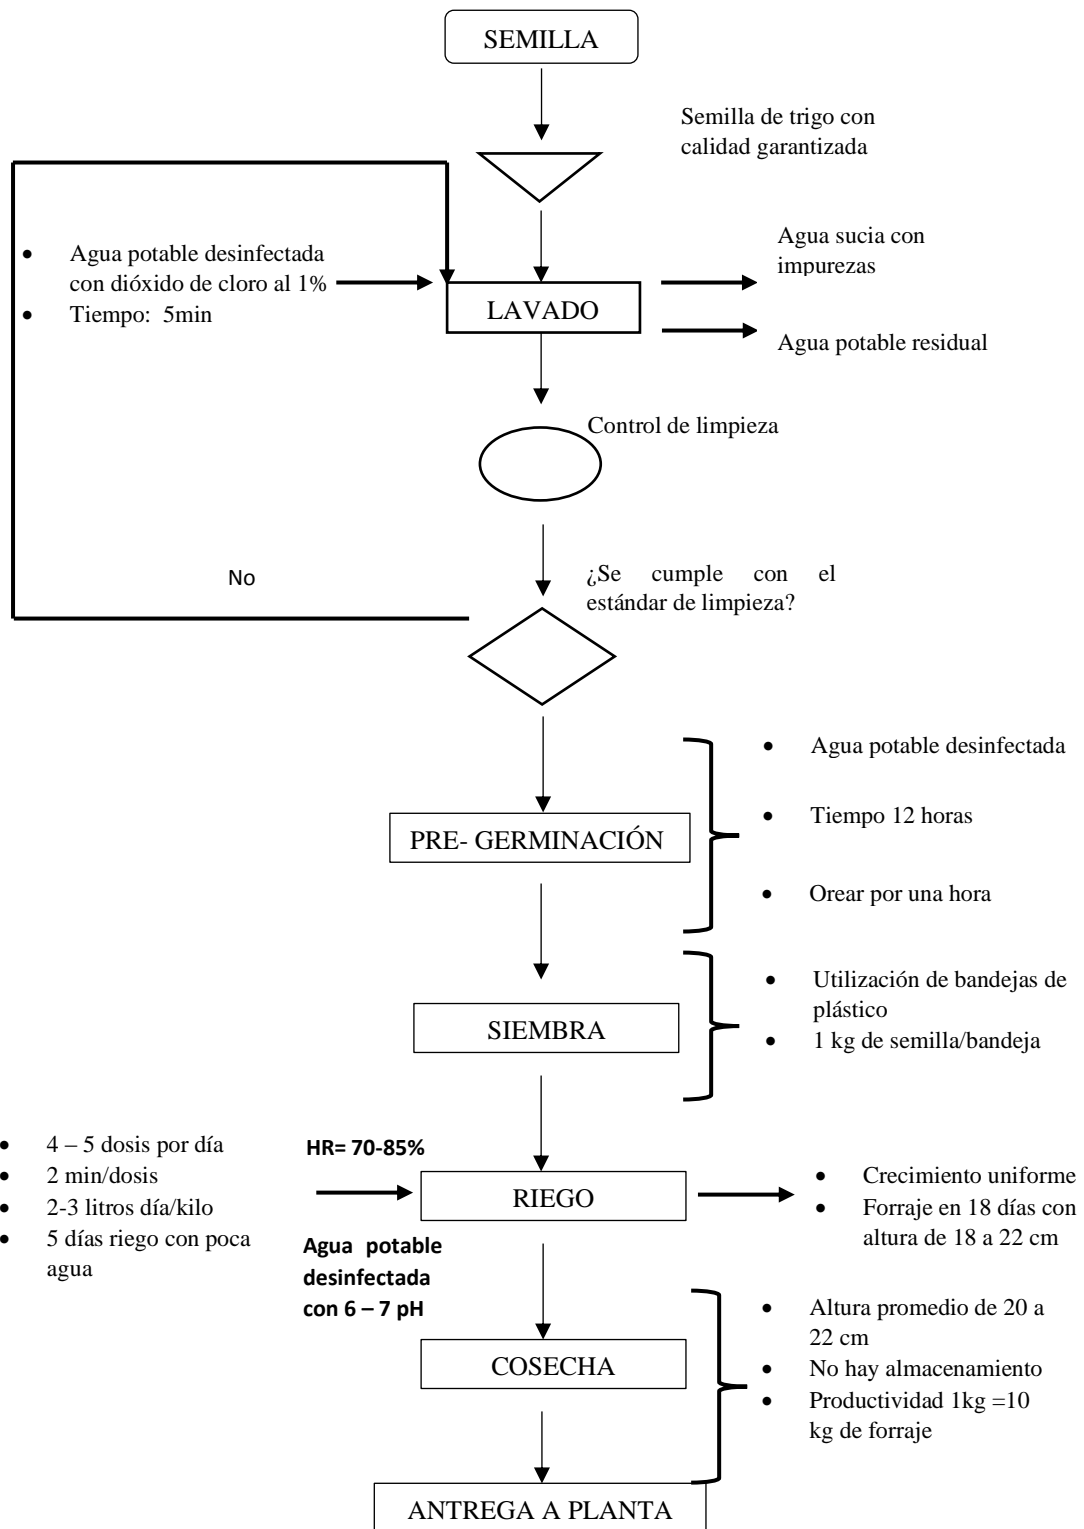 SEMILLA
Semilla de trigo con
calidad garantizada
• Agua potable desinfectada
con dióxido de cloro al 1%
• Tiempo: 5min
LAVADO
Agua sucia con
impurezas
Agua potable residual
Control de limpieza
No
¿Se cumple con el
estándar de limpieza?
• Agua potable desinfectada
PRE- GERMINACIÓN
• Tiempo 12 horas
• Orear por una hora
SIEMBRA
• Utilización de bandejas de
plástico
• 1 kg de semilla/bandeja
• 4 – 5 dosis por día
• 2 min/dosis
• 2-3 litros día/kilo
• 5 días riego con poca
agua
HR= 70-85%
Agua potable
desinfectada
con 6 – 7 pH
RIEGO
• Crecimiento uniforme
• Forraje en 18 días con
altura de 18 a 22 cm
COSECHA
• Altura promedio de 20 a
22 cm
• No hay almacenamiento
• Productividad 1kg =10
kg de forraje
ANTREGA A PLANTA